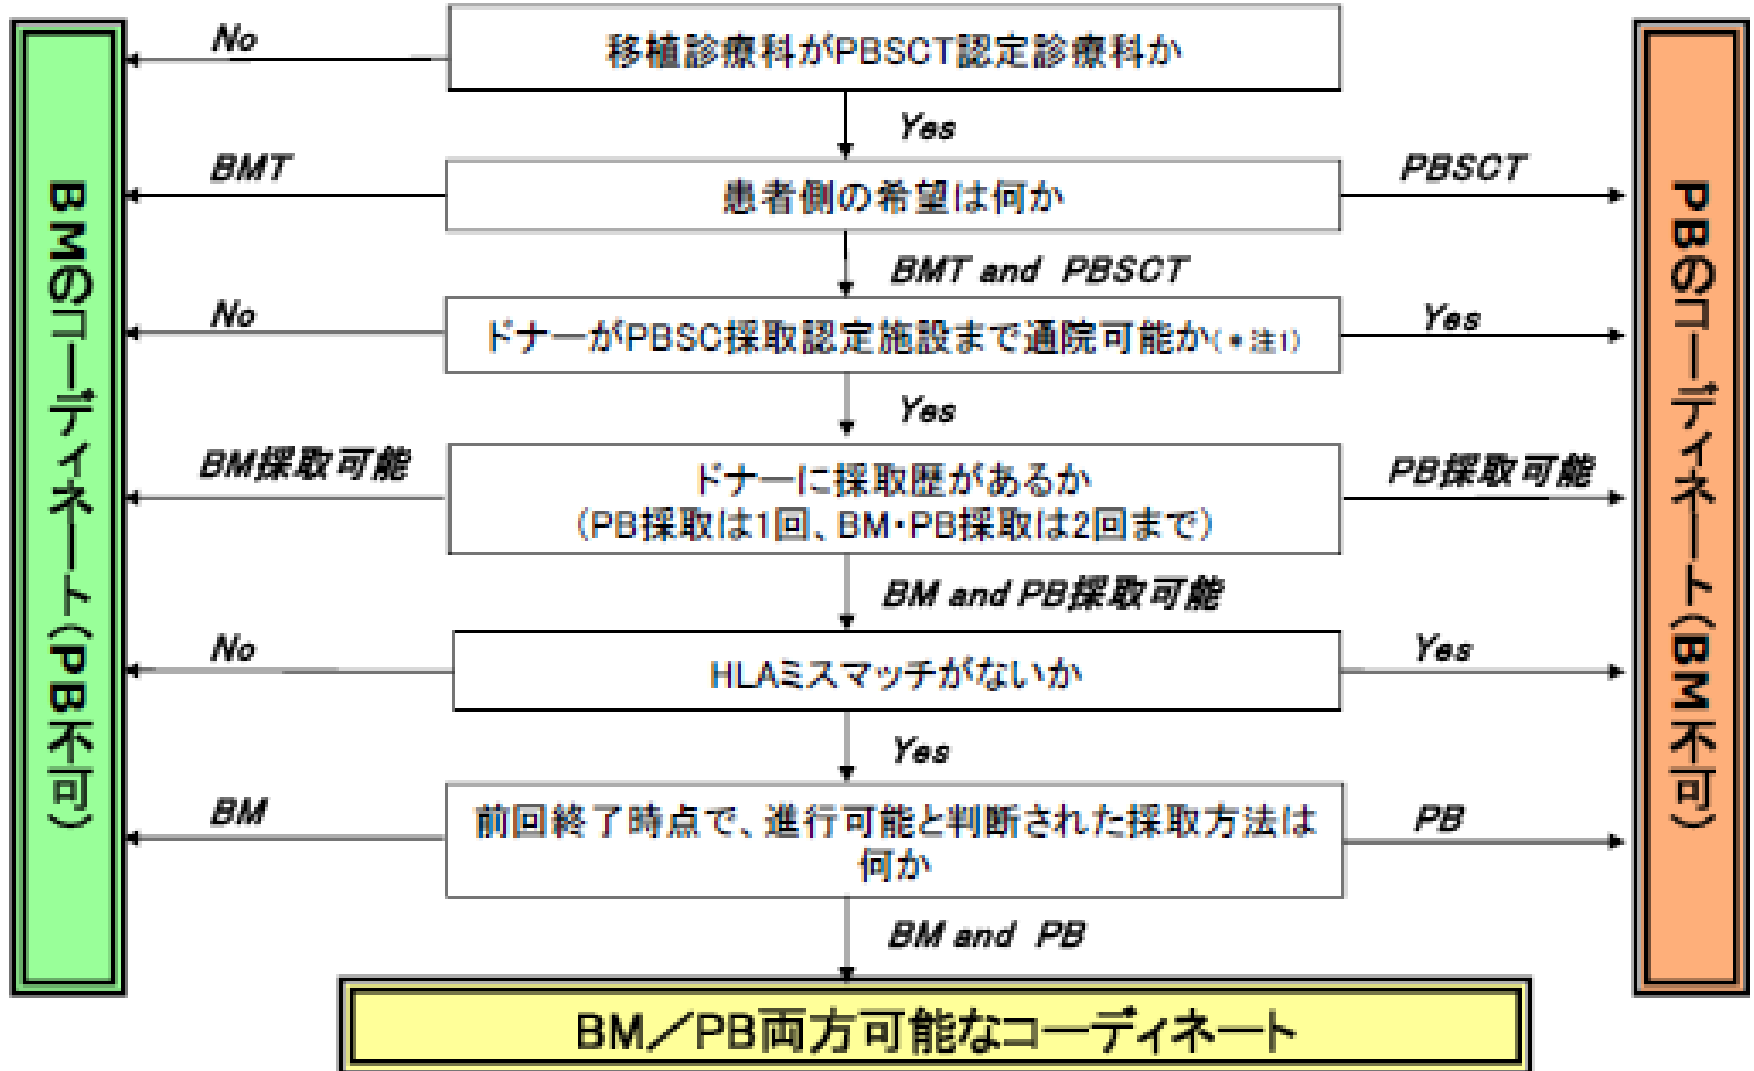 No
移植診療科がPBSCT認定診療科か
Yes
BMT
患者側の希望は何か
PBSCT
BMT and PBSCT
No
ドナーがPBSC採取認定施設まで通院可能か(*注1)
Yes
Yes
BM採取可能
ドナーに採取歴があるか
(PB採取は1回、BM・PB採取は2回まで)
PB採取可能
BM and PB採取可能
No
HLAミスマッチがないか
Yes
Yes
BM
前回終了時点で、進行可能と判断された採取方法は
何か
PB
BM and PB
BMのコーディネート(PB不可)
PBのコーディネート(BM不可)
BM/PB両方可能なコーディネート